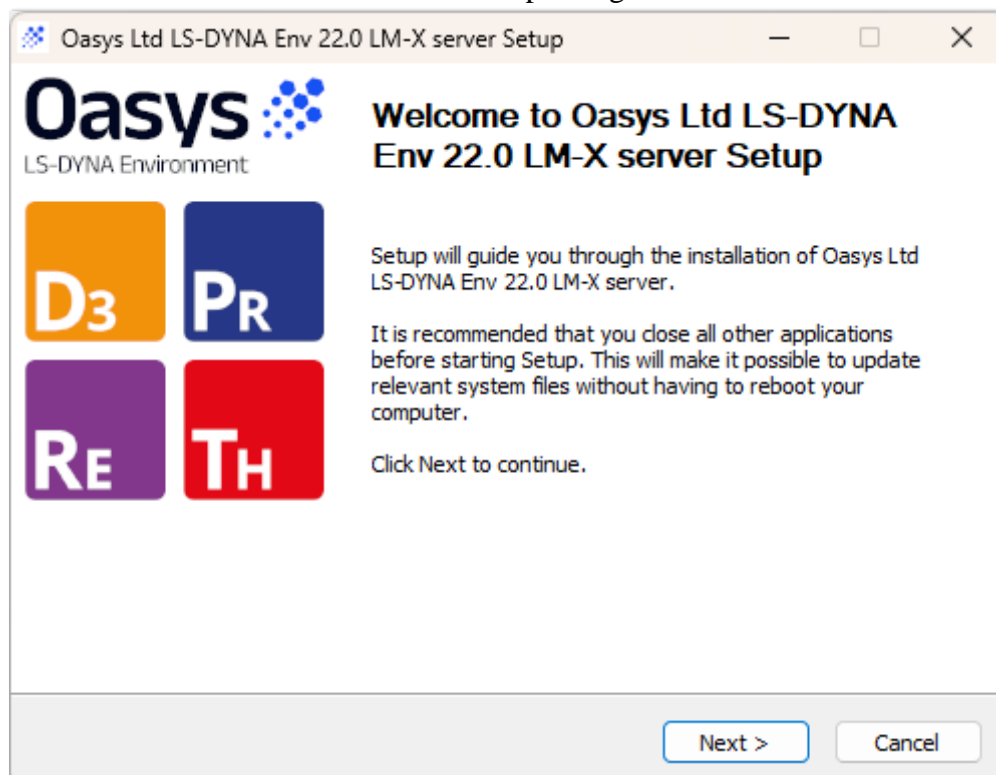 Oasys Ltd LS-DYNA Env 22.0 LM-X server Setup
Oasys
LS-DYNA Environment
Welcome to Oasys Ltd LS-DYNA
Env 22.0 LM-X server Setup
D3
PR
RE
TH
Setup will guide you through the installation of Oasys Ltd
LS-DYNA Env 22.0 LM-X server.
It is recommended that you close all other applications
before starting Setup. This will make it possible to update
relevant system files without having to reboot your
computer.
Click Next to continue.
Next >
Cancel